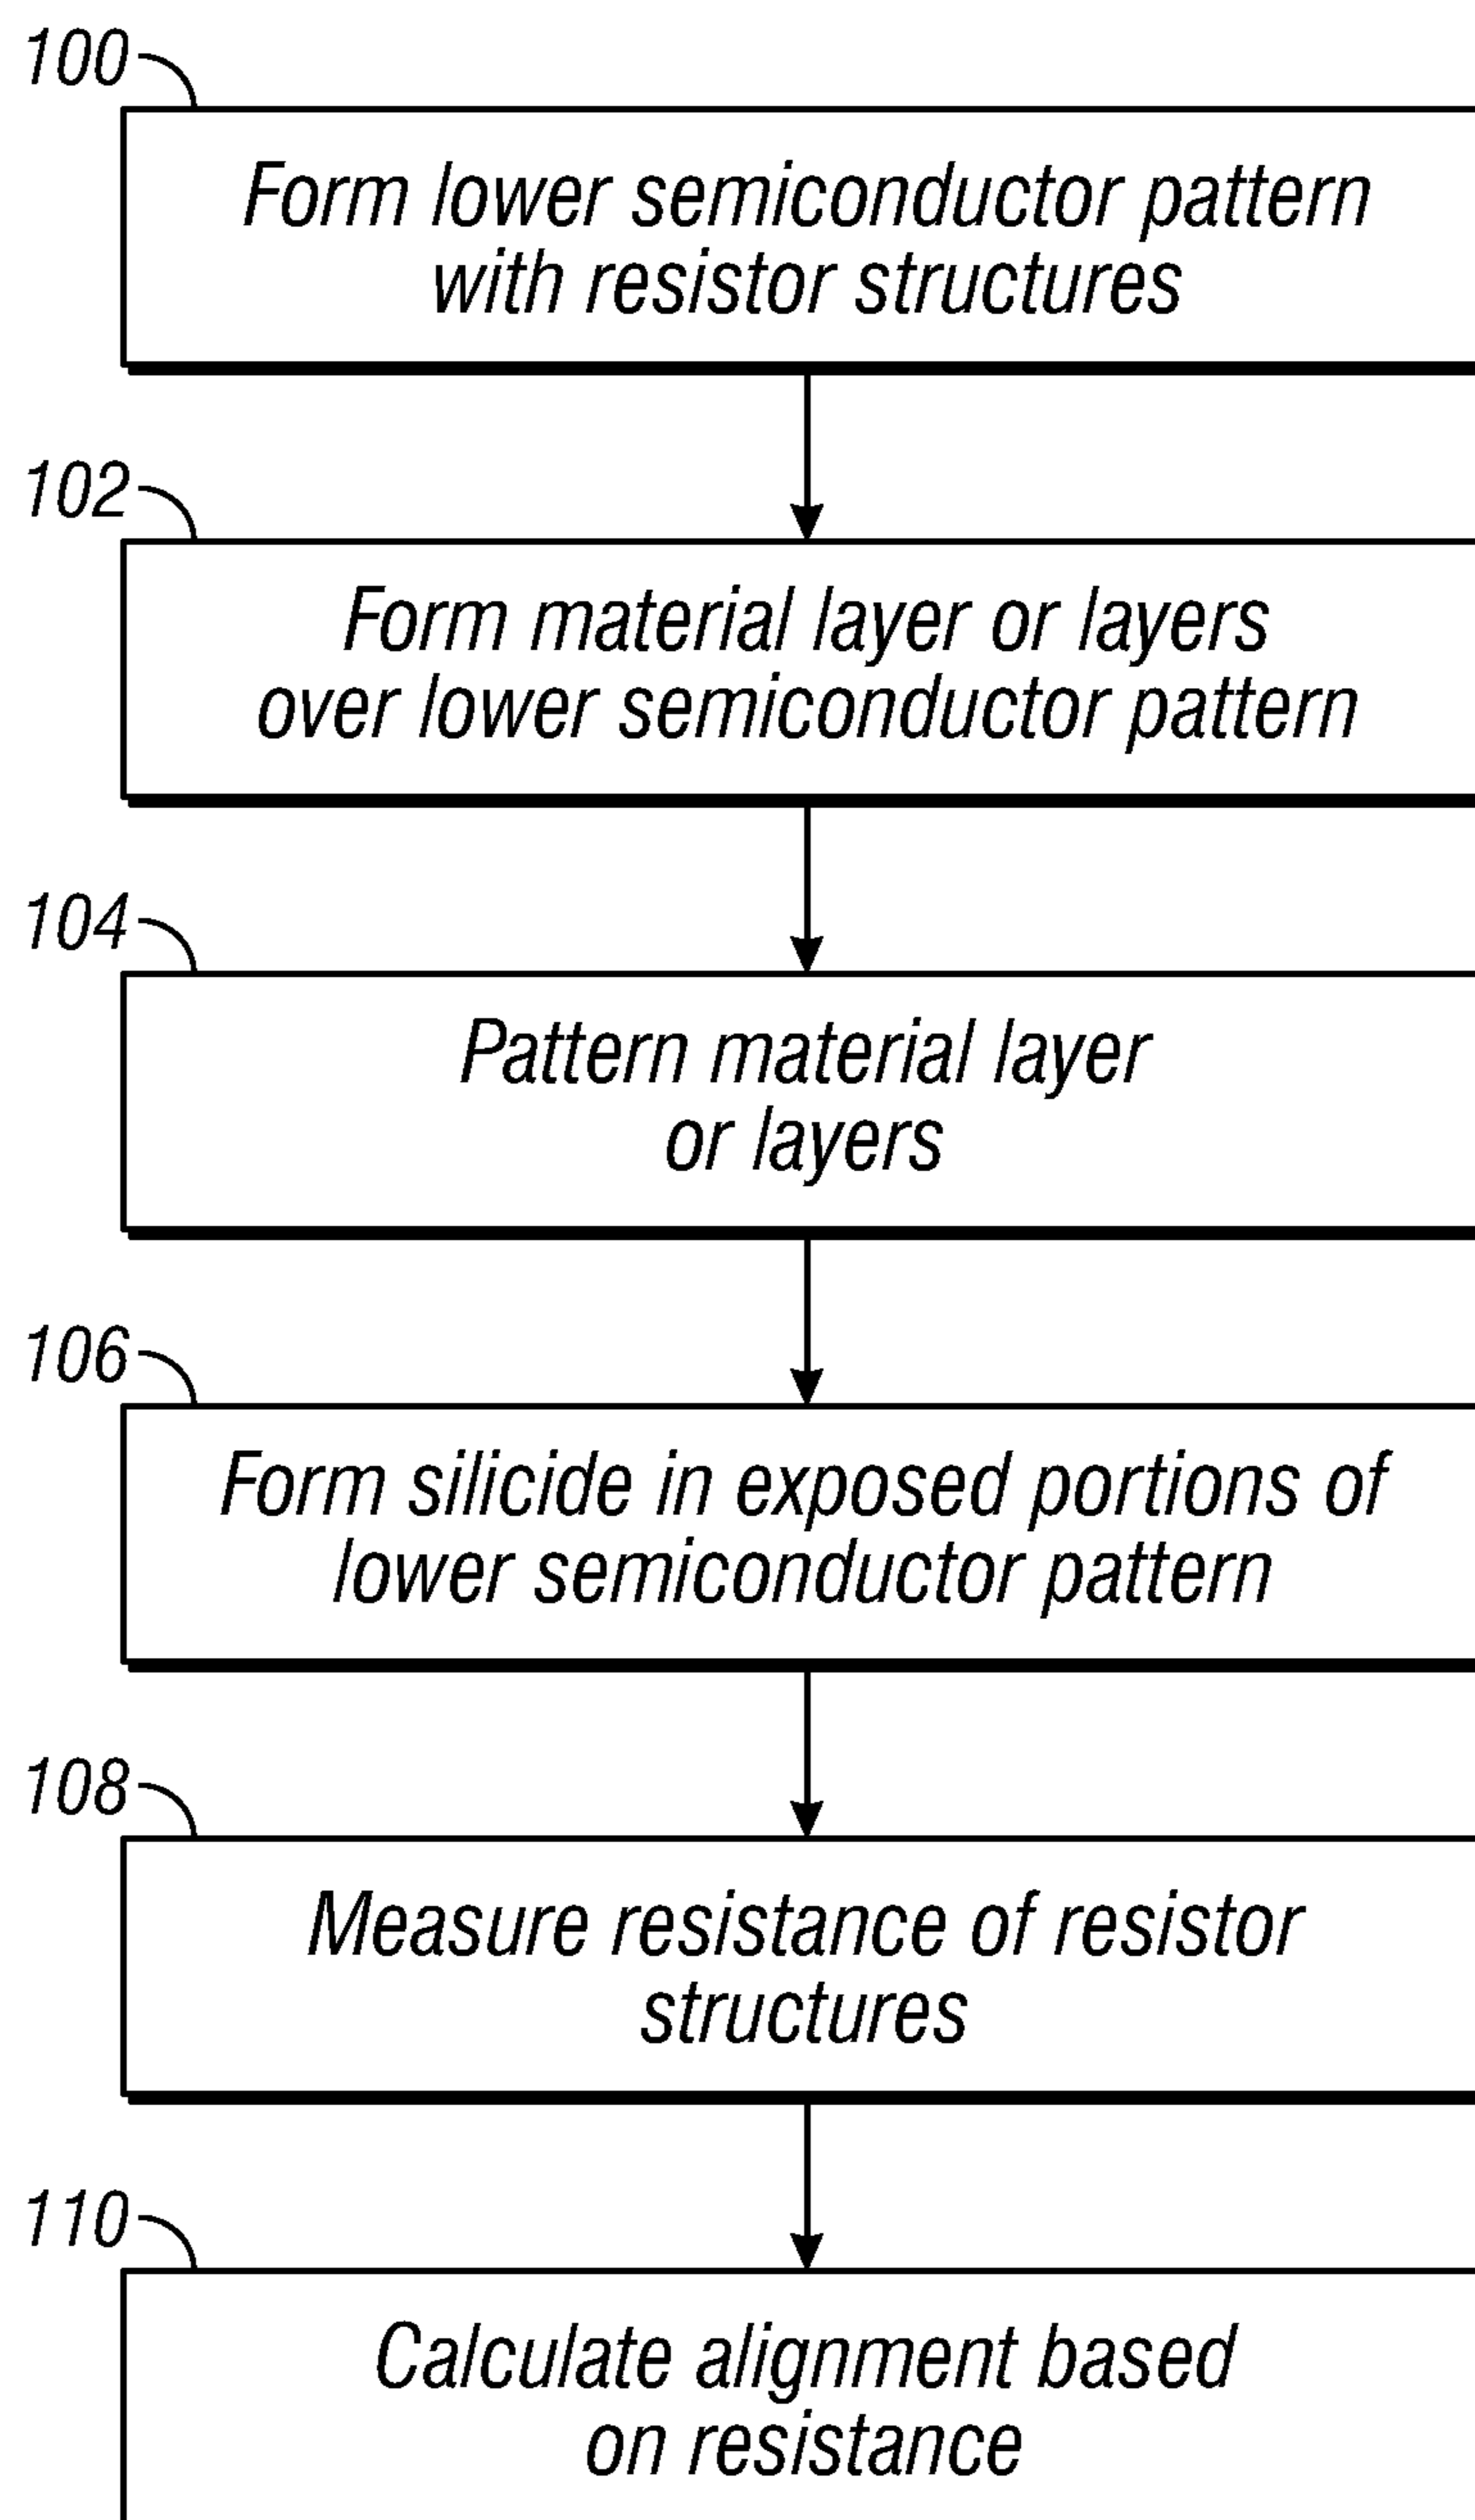 100
Form lower semiconductor pattern
with resistor structures
102
Form material layer or layers
over lower semiconductor pattern
104
Pattern material layer
or layers
106
Form silicide in exposed portions of
lower semiconductor pattern
108
Measure resistance of resistor
structures
110
Calculate alignment based
on resistance